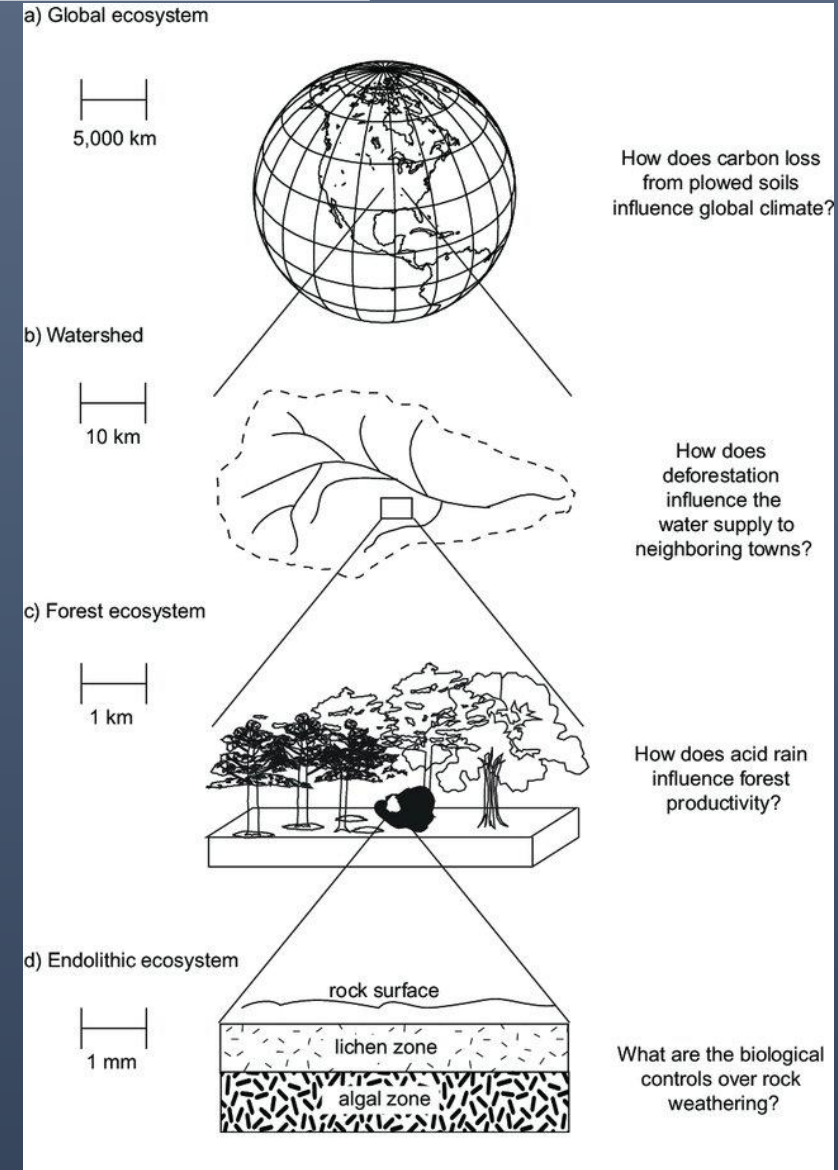 a) Global ecosystem
5,000 km
How does carbon loss
from plowed soils
influence global climate?
b) Watershed
10 km
How does
deforestation
influence the
water supply to
neighboring towns?
c) Forest ecosystem
1 km
How does acid rain
influence forest
productivity?
d) Endolithic ecosystem
rock surface
1 mm
lichen zone
algal zone
What are the biological
controls over rock
weathering?